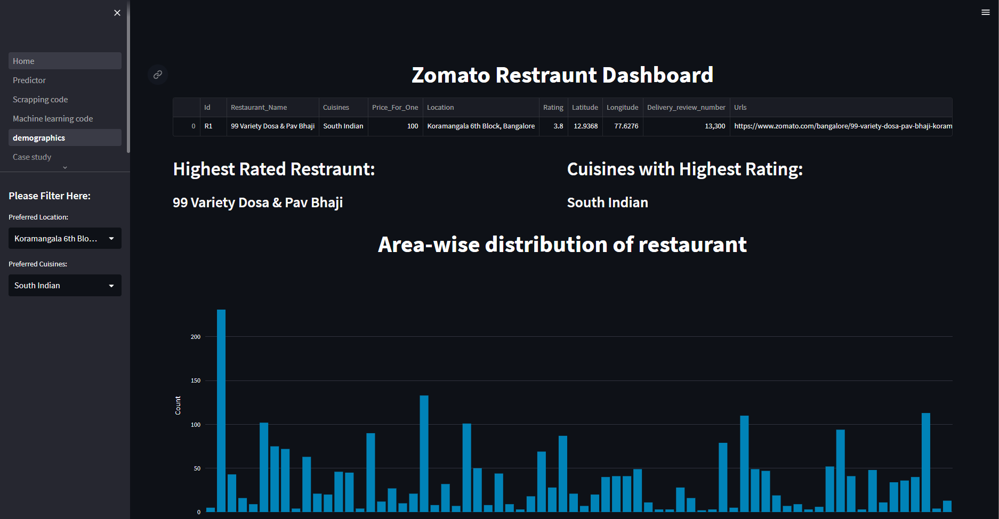 Home
Predictor
Scrapping code
Machine learning code
demographics
Case study
Please Filter Here:
Preferred Location:
Koramangala 6th Blo...
Preferred Cuisines:
South Indian
Zomato Restraunt Dashboard
Id Restaurant_Name Cuisines Price_For_One Location Rating Latitude Longitude Delivery_review_number Urls
0 R1 99 Variety Dosa & Pav Bhaji South Indian 100 Koramangala 6th Block, Bangalore 3.8 12.9368 77.6276 13,300 https://www.zomato.com/bangalore/99-variety-dosa-pav-bhaji-koram
Highest Rated Restraunt: Cuisines with Highest Rating:
99 Variety Dosa & Pav Bhaji South Indian
Area-wise distribution of restaurant
200
150
Count
100
50
0